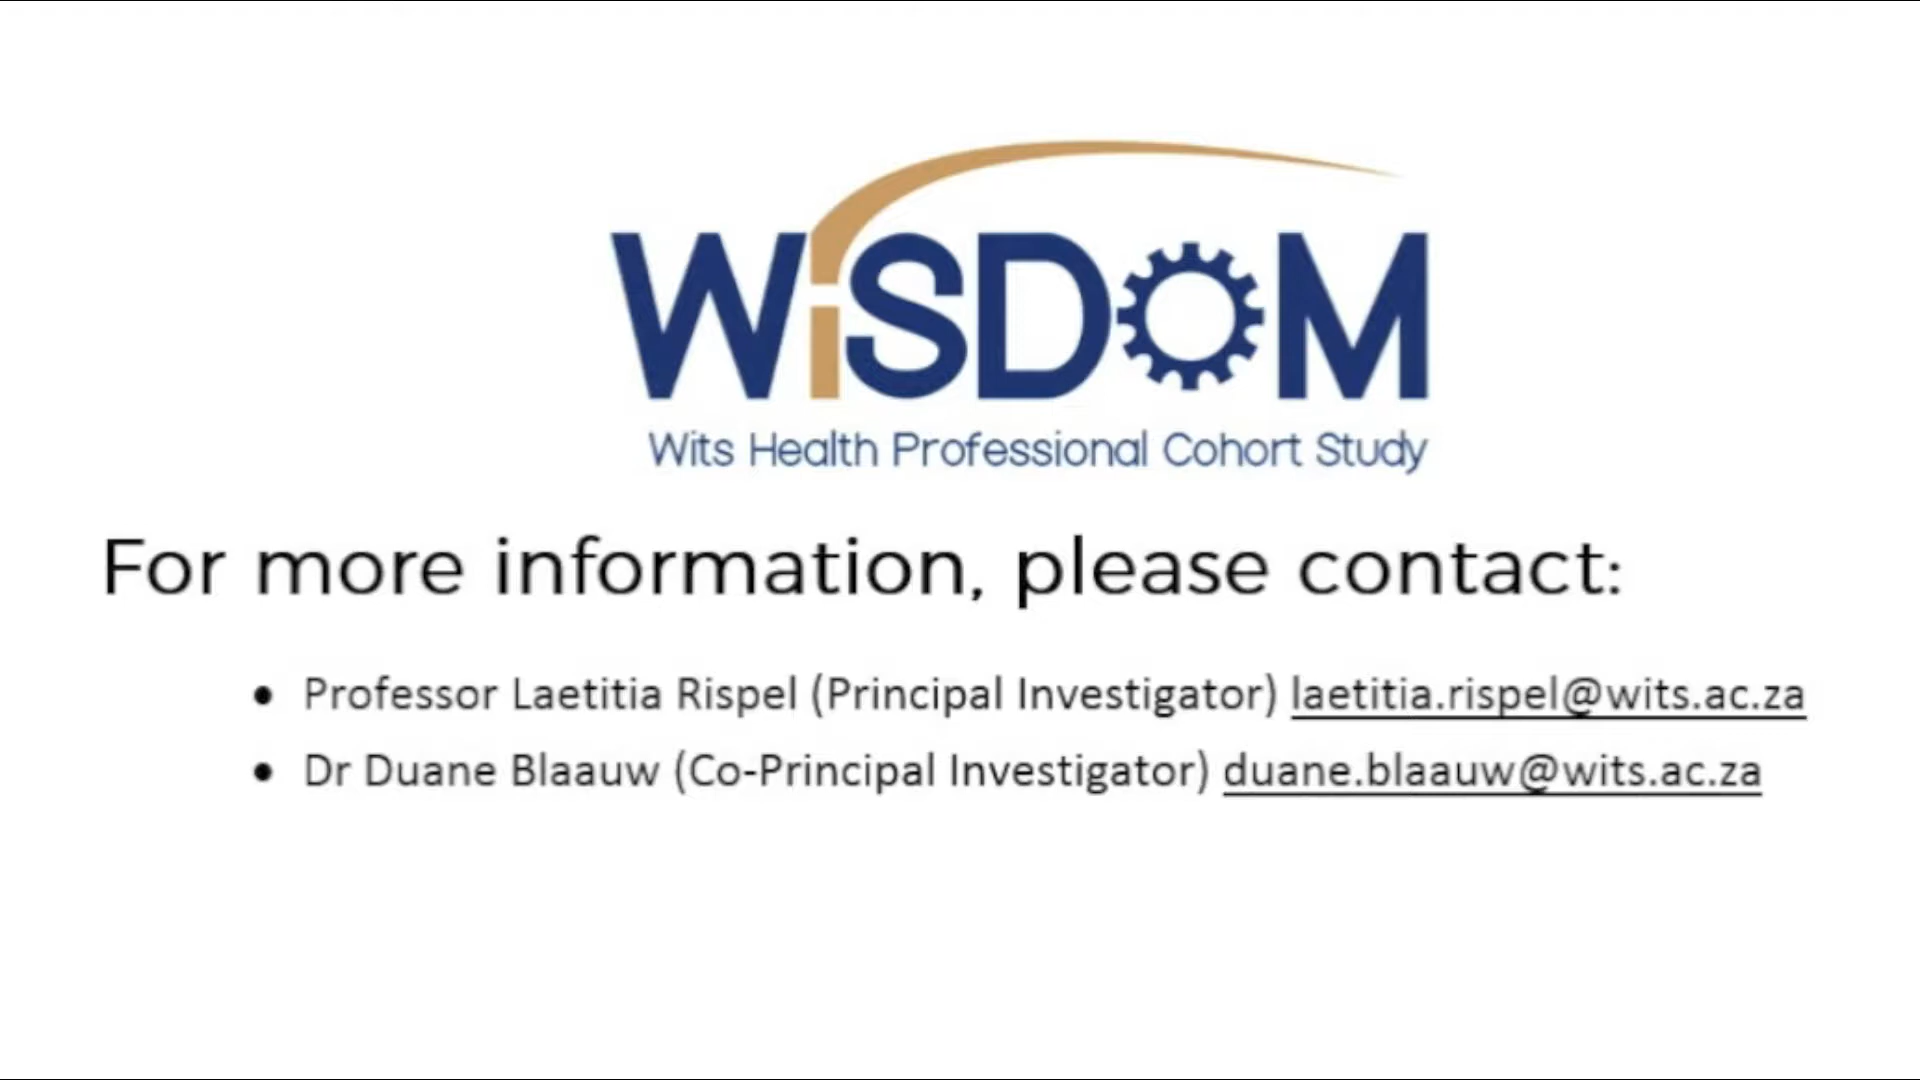 WiSDOM
Wits Health Professional Cohort Study
For more information, please contact:
• Professor Laetitia Rispel (Principal Investigator) laetitia.rispel@wits.ac.za
• Dr Duane Blaauw (Co-Principal Investigator) duane.blaauw@wits.ac.za